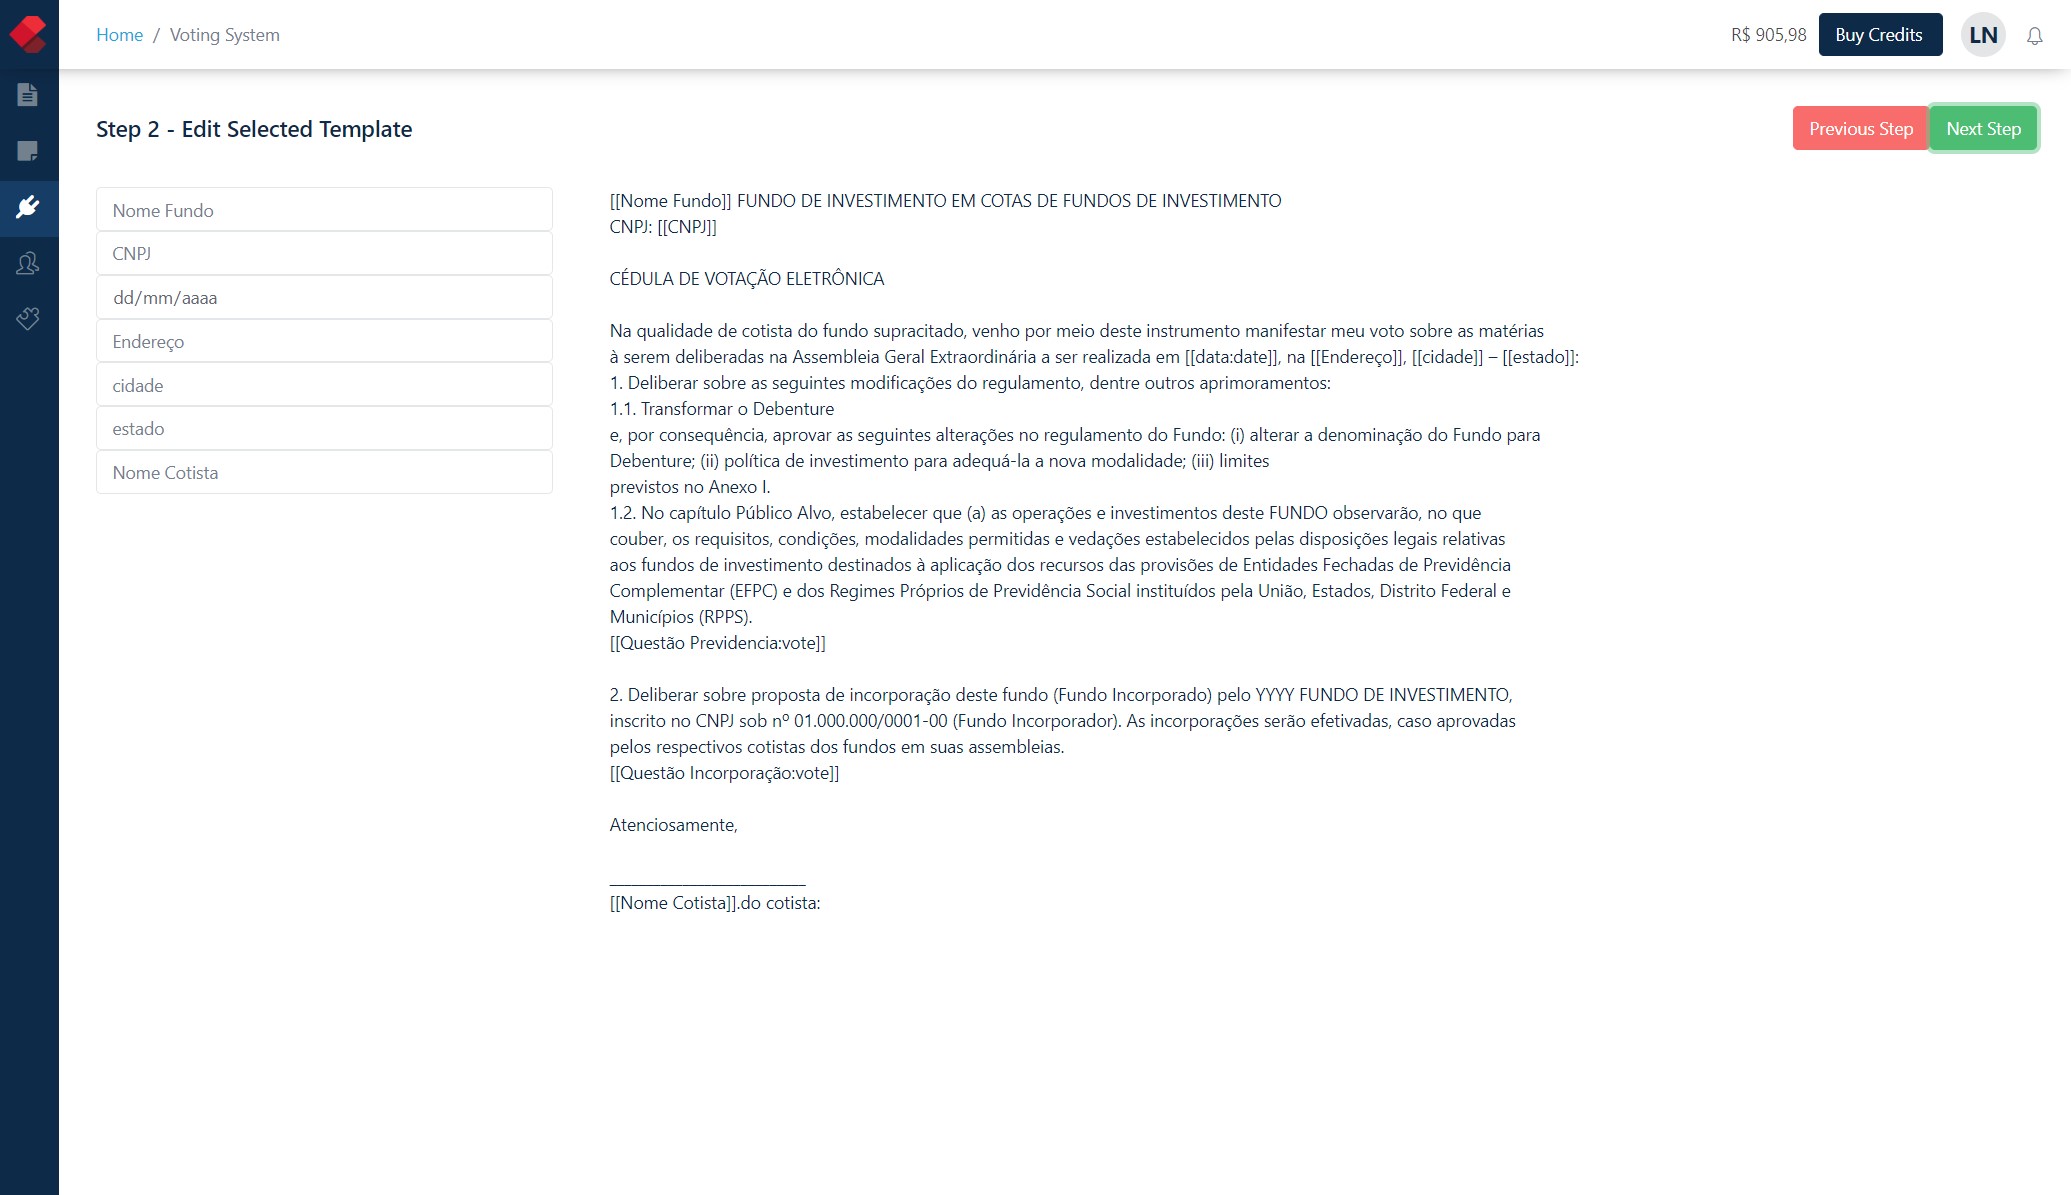 Home / Voting System
R$ 905,98
Buy Credits
LN
Step 2 - Edit Selected Template
Previous Step
Next Step
Nome Fundo
CNPJ
dd/mm/aaaa
Endereço
cidade
estado
Nome Cotista
[[Nome Fundo]] FUNDO DE INVESTIMENTO EM COTAS DE FUNDOS DE INVESTIMENTO
CNPJ: [[CNPJ]]
CÉDULA DE VOTAÇÃO ELETRÔNICA
Na qualidade de cotista do fundo supracitado, venho por meio deste instrumento manifestar meu voto sobre as matérias
à serem deliberadas na Assembleia Geral Extraordinária a ser realizada em [[data:date]], na [[Endereço]], [[cidade]] – [[estado]]:
1. Deliberar sobre as seguintes modificações do regulamento, dentre outros aprimoramentos:
1.1. Transformar o Debenture
e, por consequência, aprovar as seguintes alterações no regulamento do Fundo: (i) alterar a denominação do Fundo para
Debenture; (ii) política de investimento para adequá-la a nova modalidade; (iii) limites
previstos no Anexo I.
1.2. No capítulo Público Alvo, estabelecer que (a) as operações e investimentos deste FUNDO observarão, no que
couber, os requisitos, condições, modalidades permitidas e vedações estabelecidos pelas disposições legais relativas
aos fundos de investimento destinados à aplicação dos recursos das provisões de Entidades Fechadas de Previdência
Complementar (EFPC) e dos Regimes Próprios de Previdência Social instituídos pela União, Estados, Distrito Federal e
Municípios (RPPS).
[[Questão Previdencia:vote]]
2. Deliberar sobre proposta de incorporação deste fundo (Fundo Incorporado) pelo YYYY FUNDO DE INVESTIMENTO,
inscrito no CNPJ sob nº 01.000.000/0001-00 (Fundo Incorporador). As incorporações serão efetivadas, caso aprovadas
pelos respectivos cotistas dos fundos em suas assembleias.
[[Questão Incorporação:vote]]
Atenciosamente,
________________________
[[Nome Cotista]].do cotista: